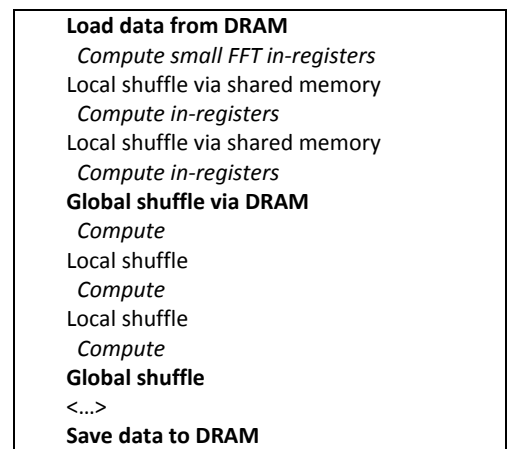 Load data from DRAM
Compute small FFT in-registers
Local shuffle via shared memory
Compute in-registers
Local shuffle via shared memory
Compute in-registers
Global shuffle via DRAM
Compute
Local shuffle
Compute
Local shuffle
Compute
Global shuffle
<...>
Save data to DRAM